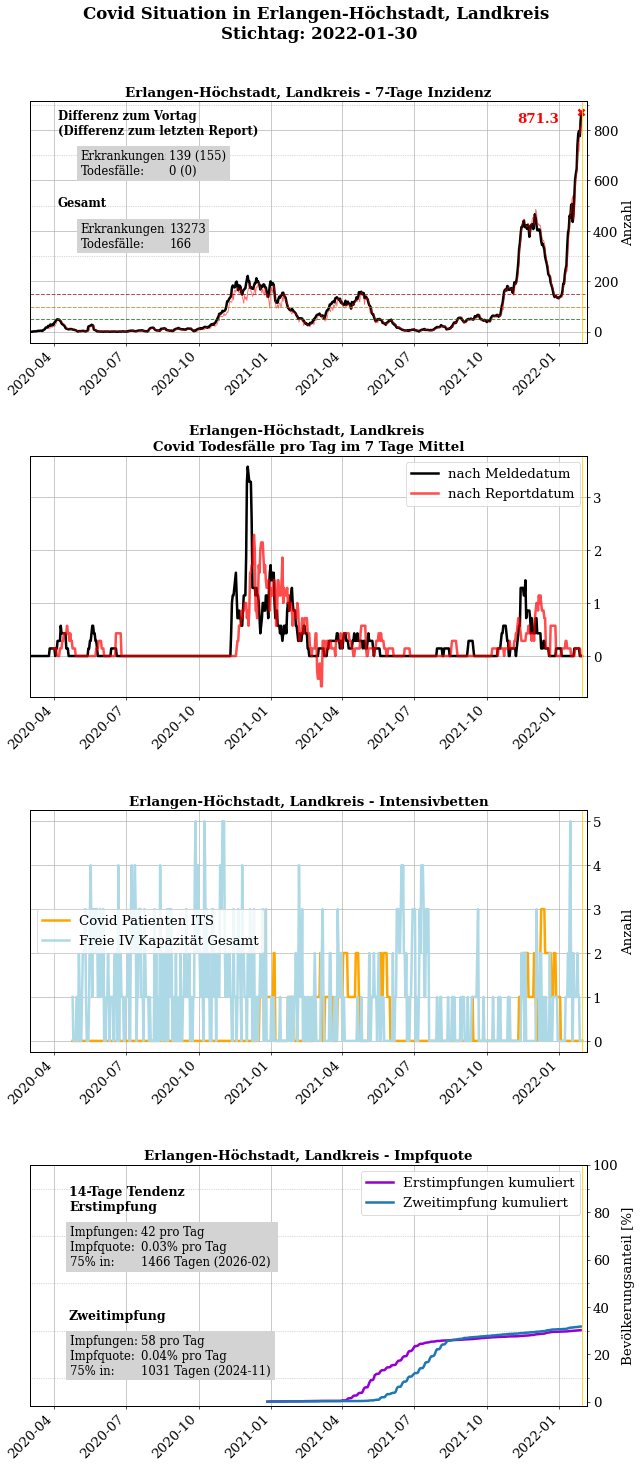 Covid Situation in Erlangen-Höchstadt, Landkreis
Stichtag: 2022-01-30
Erlangen-Höchstadt, Landkreis - 7-Tage Inzidenz
Differenz zum Vortag
(Differenz zum letzten Report)
Erkrankungen 139 (155)
Todesfälle: 0 (0)
Gesamt
Erkrankungen 13273
Todesfälle: 166
871.3
800
600
400
200
0
Anzahl
2020-04 2020-07 2020-10 2021-01 2021-04 2021-07 2021-10 2022-01
Erlangen-Höchstadt, Landkreis
Covid Todesfälle pro Tag im 7 Tage Mittel
nach Meldedatum
nach Reportdatum
3
2
1
0
2020-04 2020-07 2020-10 2021-01 2021-04 2021-07 2021-10 2022-01
Erlangen-Höchstadt, Landkreis - Intensivbetten
Covid Patienten ITS
Freie IV Kapazität Gesamt
5
4
3
2
1
0
Anzahl
2020-04 2020-07 2020-10 2021-01 2021-04 2021-07 2021-10 2022-01
Erlangen-Höchstadt, Landkreis - Impfquote
14-Tage Tendenz
Erstimpfung
Impfungen: 42 pro Tag
Impfquote: 0.03% pro Tag
75% in: 1466 Tagen (2026-02)
Zweitimpfung
Impfungen: 58 pro Tag
Impfquote: 0.04% pro Tag
75% in: 1031 Tagen (2024-11)
Erstimpfungen kumuliert
Zweitimpfung kumuliert
100
80
60
40
20
0
Bevölkerungsanteil [%]
2020-04 2020-07 2020-10 2021-01 2021-04 2021-07 2021-10 2022-01